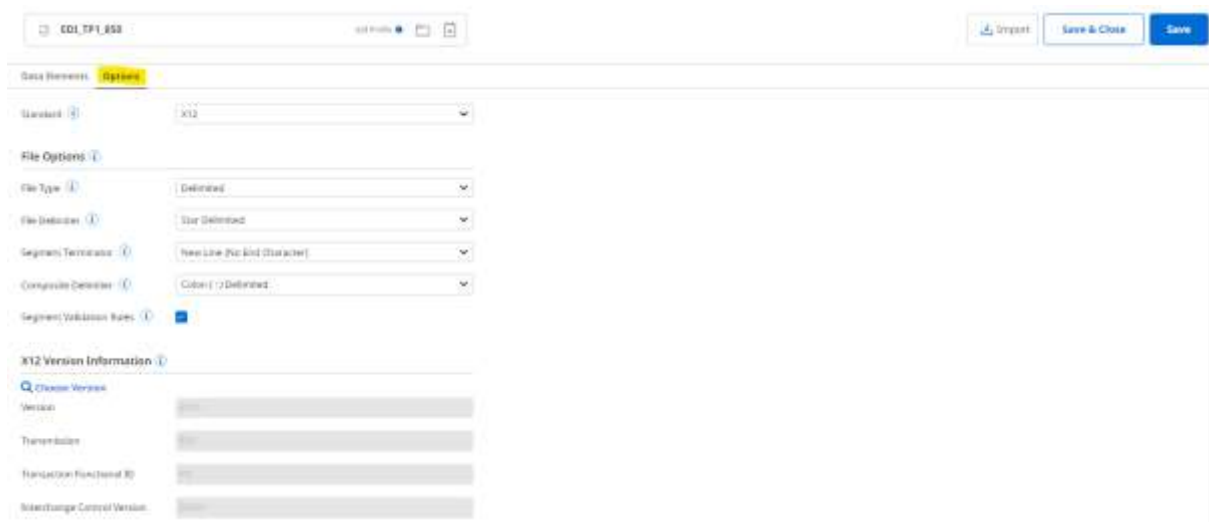 EDI_TP1_850
Import
Save & Close
Save
Data Elements Options
Standard
X12
File Options
File Type
Delimited
File Delimiter
Star Delimited
Segment Terminator
New Line (No End Character)
Composite Delimiter
Colon ( : ) Delimited
Segment Validation Rules
X12 Version Information
Choose Version
Version
Transmission
Transaction Functional ID
Interchange Control Version